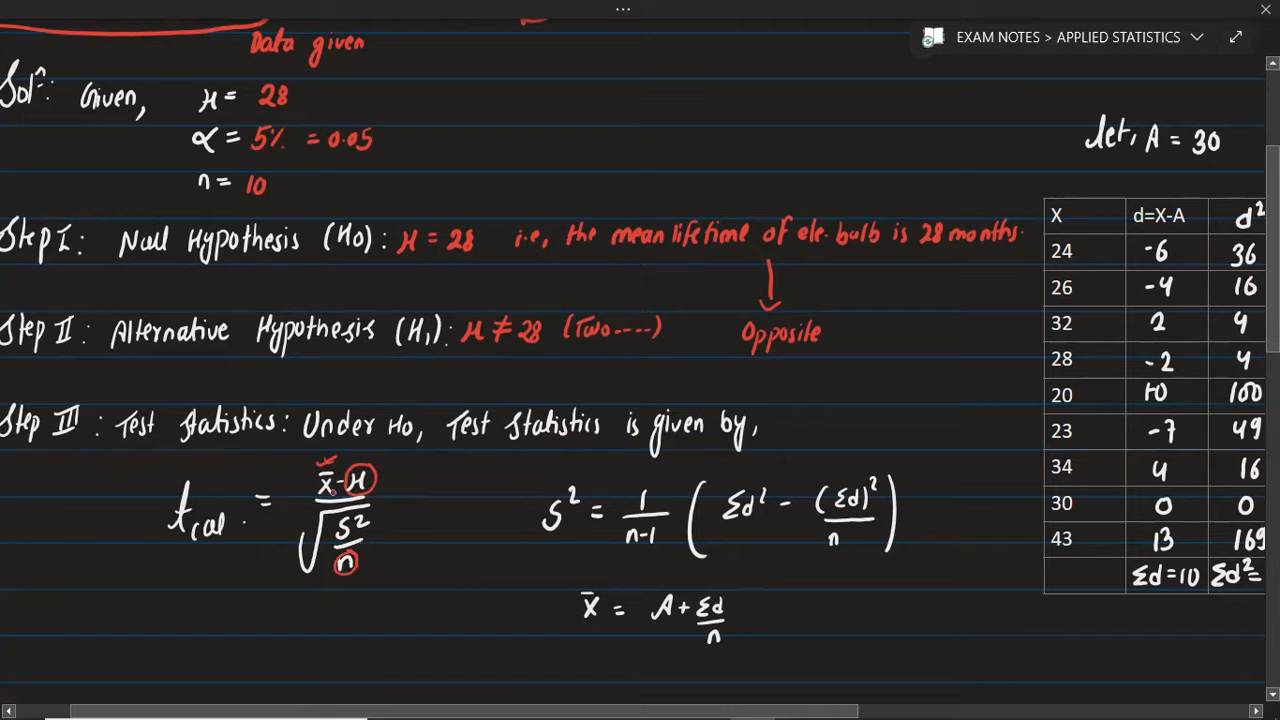 EXAM NOTES > APPLIED STATISTICS
Data given
Solⁿ: Given, μ = 28
α = 5% = 0.05
n = 10
let, A = 30
Step I: Null Hypothesis (H0): μ = 28 i.e, the mean lifetime of ele. bulb is 28 months.
Step II: Alternative Hypothesis (H1): μ ≠ 28 (Two....) Opposite
Step III: Test Statistics: Under H0, Test Statistics is given by,
tcal. = (x̄ - μ) / √(S²/n)
S² = 1/(n-1) (Σd² - (Σd)²/n)
x̄ = A + Σd/n
X d=X-A d²
24 -6 36
26 -4 16
32 2 4
28 -2 4
20 10 100
23 -7 49
34 4 16
30 0 0
43 13 169
Σd=10 Σd²=